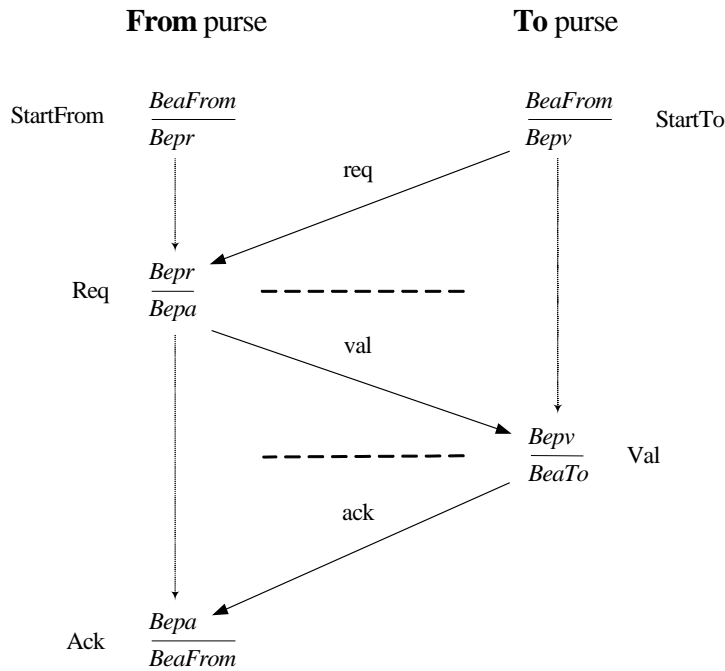 From purse
To purse
StartFrom
BeaFrom
Bepr
BeaFrom
Bepv
StartTo
req
Req
Bepr
Bepa
val
Bepv
BeaTo
Val
ack
Ack
Bepa
BeaFrom